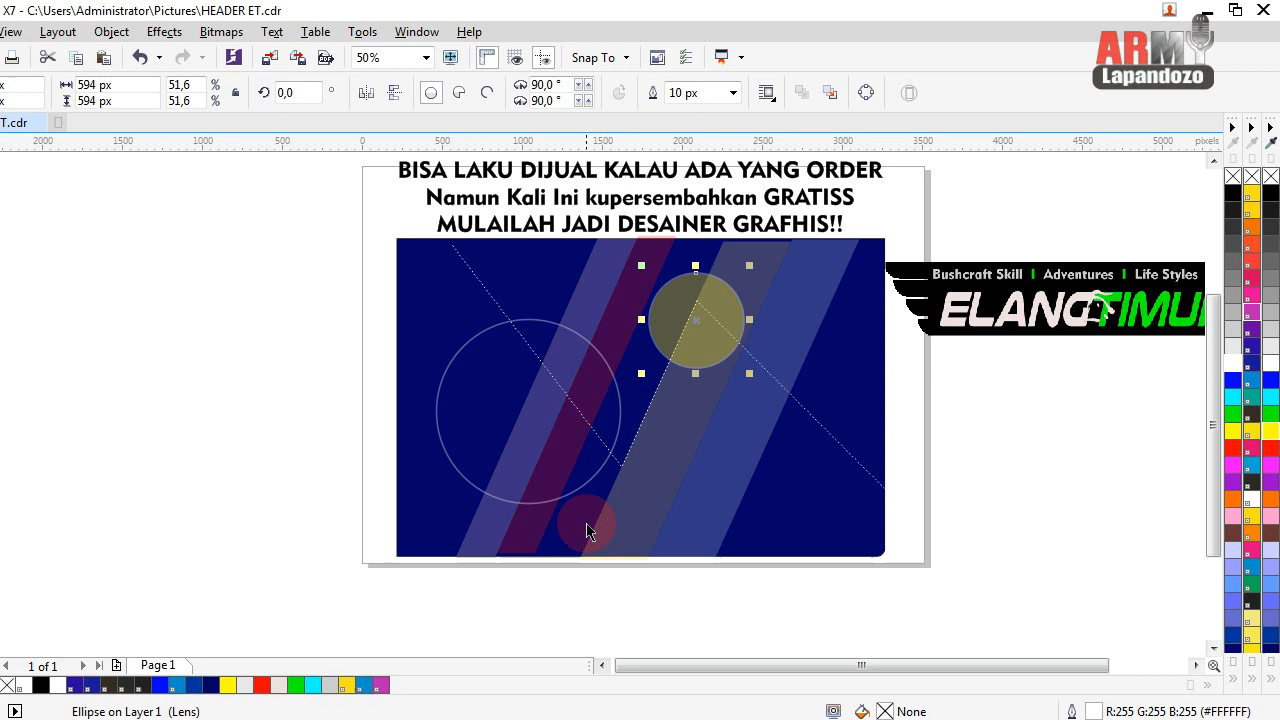 X7 - C:\Users\Administrator\Pictures\HEADER ET.cdr
View Layout Object Effects Bitmaps Text Table Tools Window Help
50% Snap To
594 px 51,6 % 0,0 ° 90,0 ° 10 px
594 px 51,6 % 90,0 °
ARMY
Lapandozo
T.cdr
2000 1500 1000 500 0 500 1000 1500 2000 2500 3000 3500 4000 4500 5000 pixels
BISA LAKU DIJUAL KALAU ADA YANG ORDER
Namun Kali Ini kupersembahkan GRATISS
MULAILAH JADI DESAINER GRAFHIS!!
Bushcraft Skill I Adventures I Life Styles
ELANGTIMU
1 of 1 Page 1
Ellipse on Layer 1 (Lens) None R:255 G:255 B:255 (#FFFFFF)